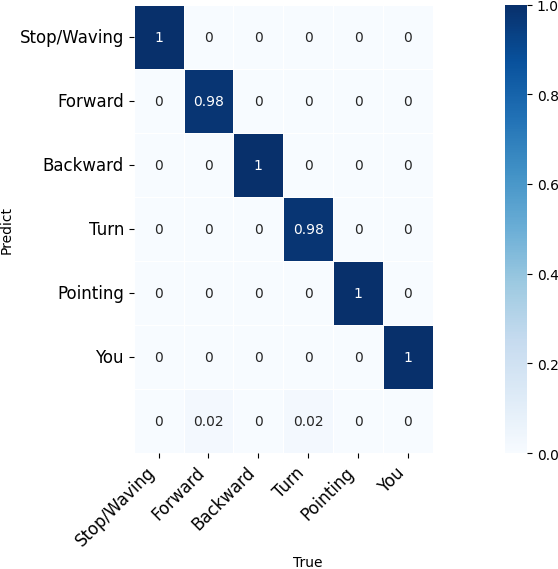 Stop/Waving 1 0 0 0 0 0
Forward 0 0.98 0 0 0 0
Backward 0 0 1 0 0 0
Turn 0 0 0 0.98 0 0
Pointing 0 0 0 0 1 0
You 0 0 0 0 0 1
0 0.02 0 0.02 0 0
Stop/Waving Forward Backward Turn Pointing You
Predict
True
1.0
0.8
0.6
0.4
0.2
0.0